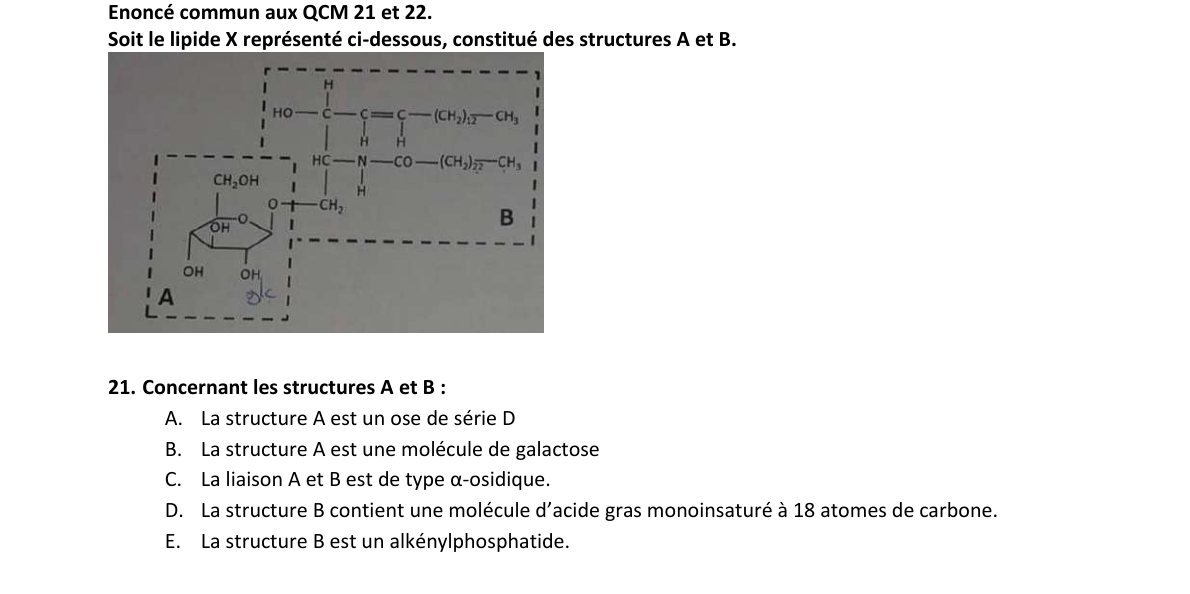 Enoncé commun aux QCM 21 et 22.
Soit le lipide X représenté ci-dessous, constitué des structures A et B.
H
HO—C—C=C—(CH₂)₁₂—CH₃
H H
HC—N—CO—(CH₂)₂₂—CH₃
CH₂OH
H
O—CH₂
O
OH
B
OH OH
glc
A
21. Concernant les structures A et B :
A. La structure A est un ose de série D
B. La structure A est une molécule de galactose
C. La liaison A et B est de type α-osidique.
D. La structure B contient une molécule d’acide gras monoinsaturé à 18 atomes de carbone.
E. La structure B est un alkénylphosphatide.